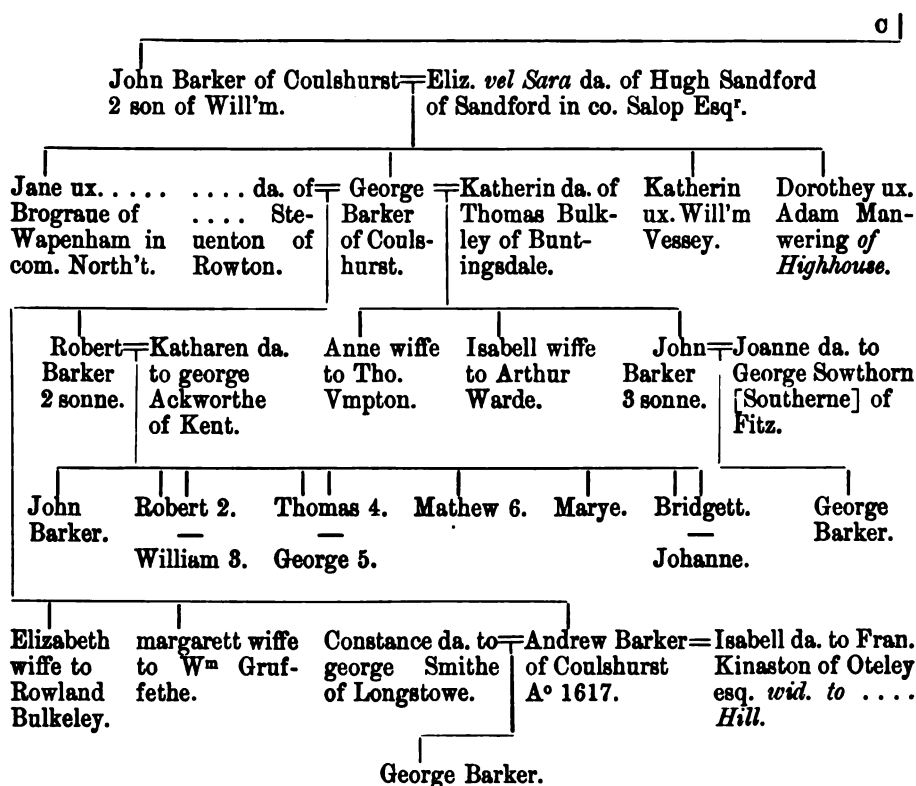 C
John Barker of Coulshurst=Eliz. vel Sara da. of Hugh Sandford
2 son of Will'm.
of Sandford in co. Salop Esqr.
Jane ux. . . . . .
Brograue of
Wapenham in
com. North't.
. . . . da. of=
. . . . Ste-
uenton of
Rowton.
George
Barker
of Couls-
hurst.
=Katherin da. of
Thomas Bulk-
ley of Bunt-
ingsdale.
Katherin
ux. Will'm
Vessey.
Dorothey ux.
Adam Man-
wering of
Highhouse.
Robert=
Barker
2 sonne.
Katharen da.
to george
Ackworthe
of Kent.
Anne wiffe
to Tho.
Vmpton.
Isabell wiffe
to Arthur
Warde.
John=
Barker
3 sonne.
Joanne da. to
George Sowthorn
[Southerne] of
Fitz.
John
Barker.
Robert 2.
—
William 3.
Thomas 4.
—
George 5.
Mathew 6.
Marye.
Bridgett.
—
Johanne.
George
Barker.
Elizabeth
wiffe to
Rowland
Bulkeley.
margarett wiffe
to Wm Gruf-
fethe.
Constance da. to=
george Smithe
of Longstowe.
Andrew Barker=
of Coulshurst
Ao 1617.
Isabell da. to Fran.
Kinaston of Oteley
esq. wid. to . . . .
Hill.
George Barker.